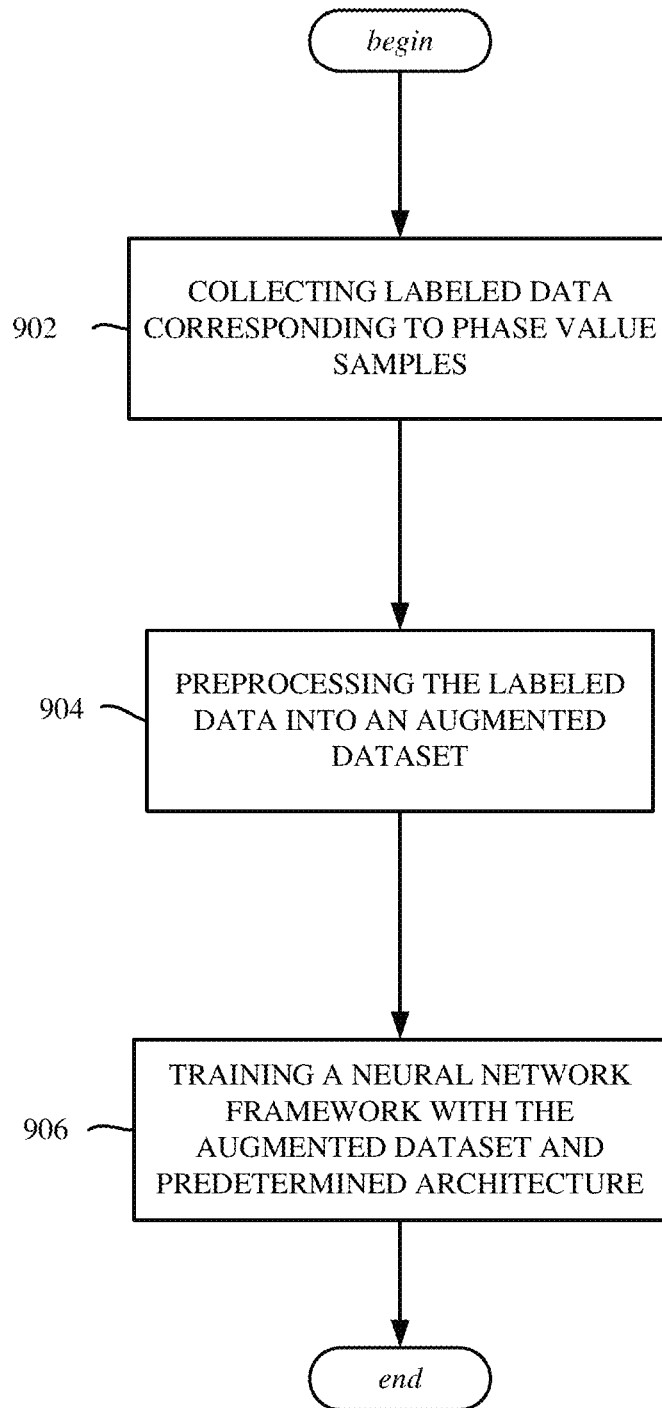 begin
902
COLLECTING LABELED DATA
CORRESPONDING TO PHASE VALUE
SAMPLES
904
PREPROCESSING THE LABELED
DATA INTO AN AUGMENTED
DATASET
906
TRAINING A NEURAL NETWORK
FRAMEWORK WITH THE
AUGMENTED DATASET AND
PREDETERMINED ARCHITECTURE
end